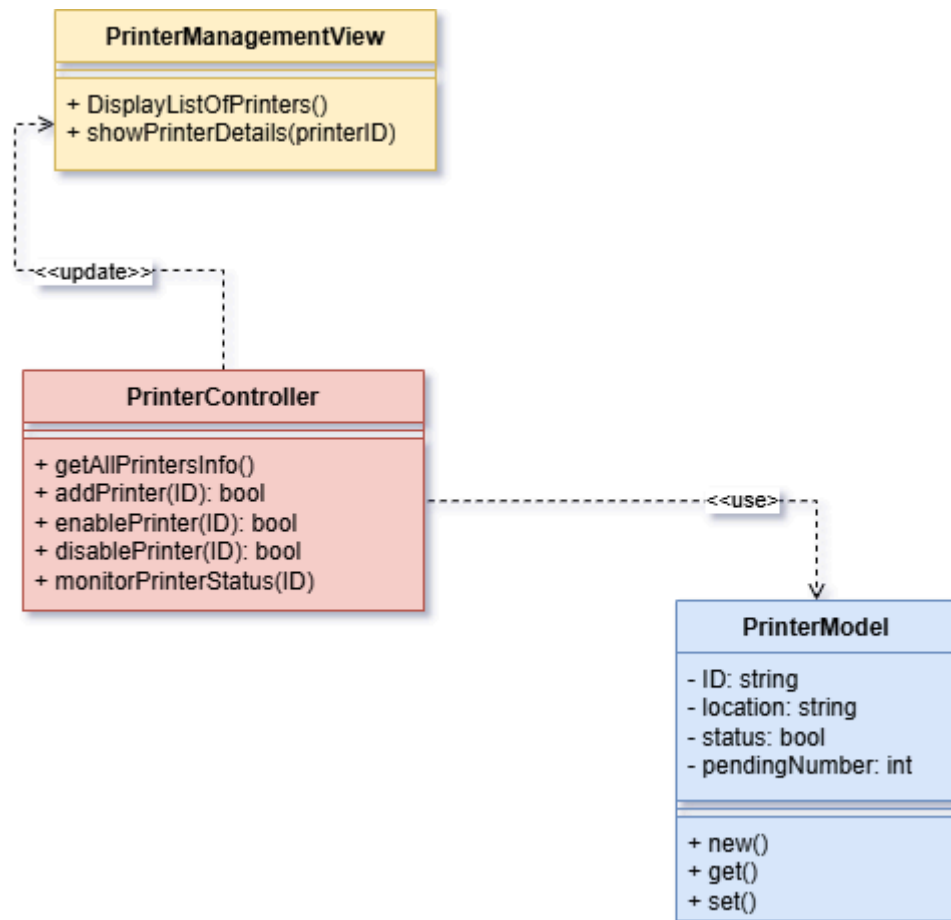 PrinterManagementView
+ DisplayListOfPrinters()
+ showPrinterDetails(printerID)
<<update>>
PrinterController
+ getAllPrintersInfo()
+ addPrinter(ID): bool
+ enablePrinter(ID): bool
+ disablePrinter(ID): bool
+ monitorPrinterStatus(ID)
<<use>
PrinterModel
- ID: string
- location: string
- status: bool
- pendingNumber: int
+ new()
+ get()
+ set()